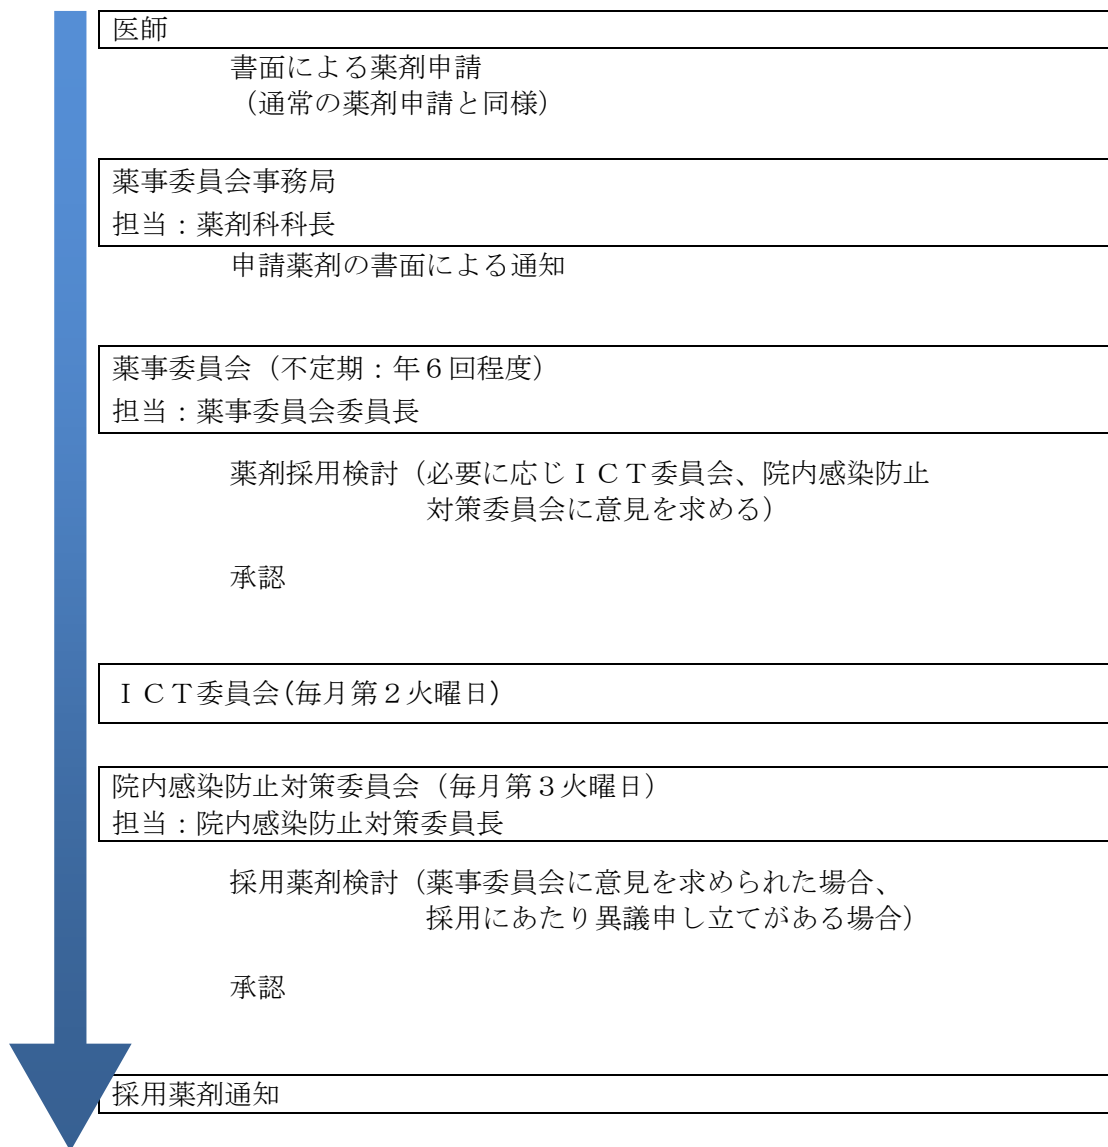 医師
書面による薬剤申請
（通常の薬剤申請と同様）
薬事委員会事務局
担当：薬剤科科長
申請薬剤の書面による通知
薬事委員会（不定期：年６回程度）
担当：薬事委員会委員長
薬剤採用検討（必要に応じＩＣＴ委員会、院内感染防止
対策委員会に意見を求める）
承認
ＩＣＴ委員会(毎月第２火曜日)
院内感染防止対策委員会（毎月第３火曜日）
担当：院内感染防止対策委員長
採用薬剤検討（薬事委員会に意見を求められた場合、
採用にあたり異議申し立てがある場合）
承認
採用薬剤通知